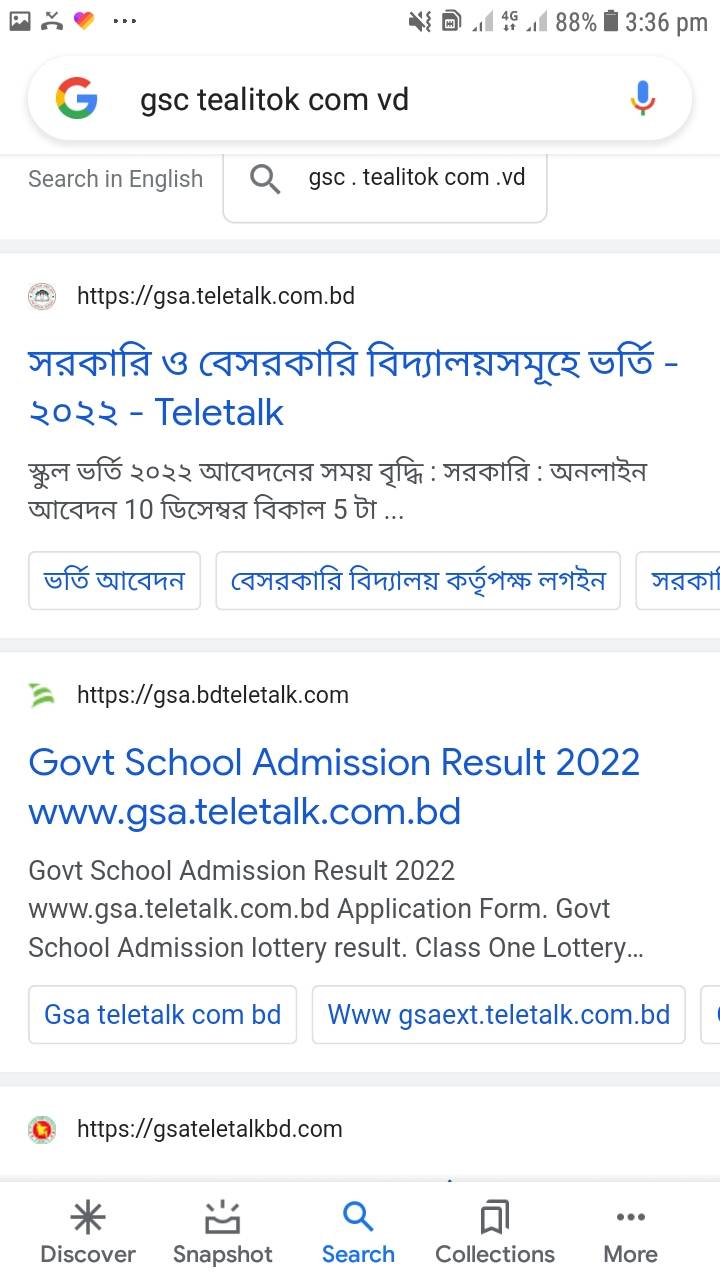 4G 88% 3:36 pm
gsc tealitok com vd
Search in English
gsc . tealitok com .vd
https://gsa.teletalk.com.bd
সরকারি ও বেসরকারি বিদ্যালয়সমূহে ভর্তি -
২০২২ - Teletalk
স্কুল ভর্তি ২০২২ আবেদনের সময় বৃদ্ধি : সরকারি : অনলাইন
আবেদন 10 ডিসেম্বর বিকাল 5 টা ...
ভর্তি আবেদন
বেসরকারি বিদ্যালয় কর্তৃপক্ষ লগইন
https://gsa.bdteletalk.com
Govt School Admission Result 2022
www.gsa.teletalk.com.bd
Govt School Admission Result 2022
www.gsa.teletalk.com.bd Application Form. Govt
School Admission lottery result. Class One Lottery...
Gsa teletalk com bd
Www gsaext.teletalk.com.bd
https://gsateletalkbd.com
Discover Snapshot Search Collections More